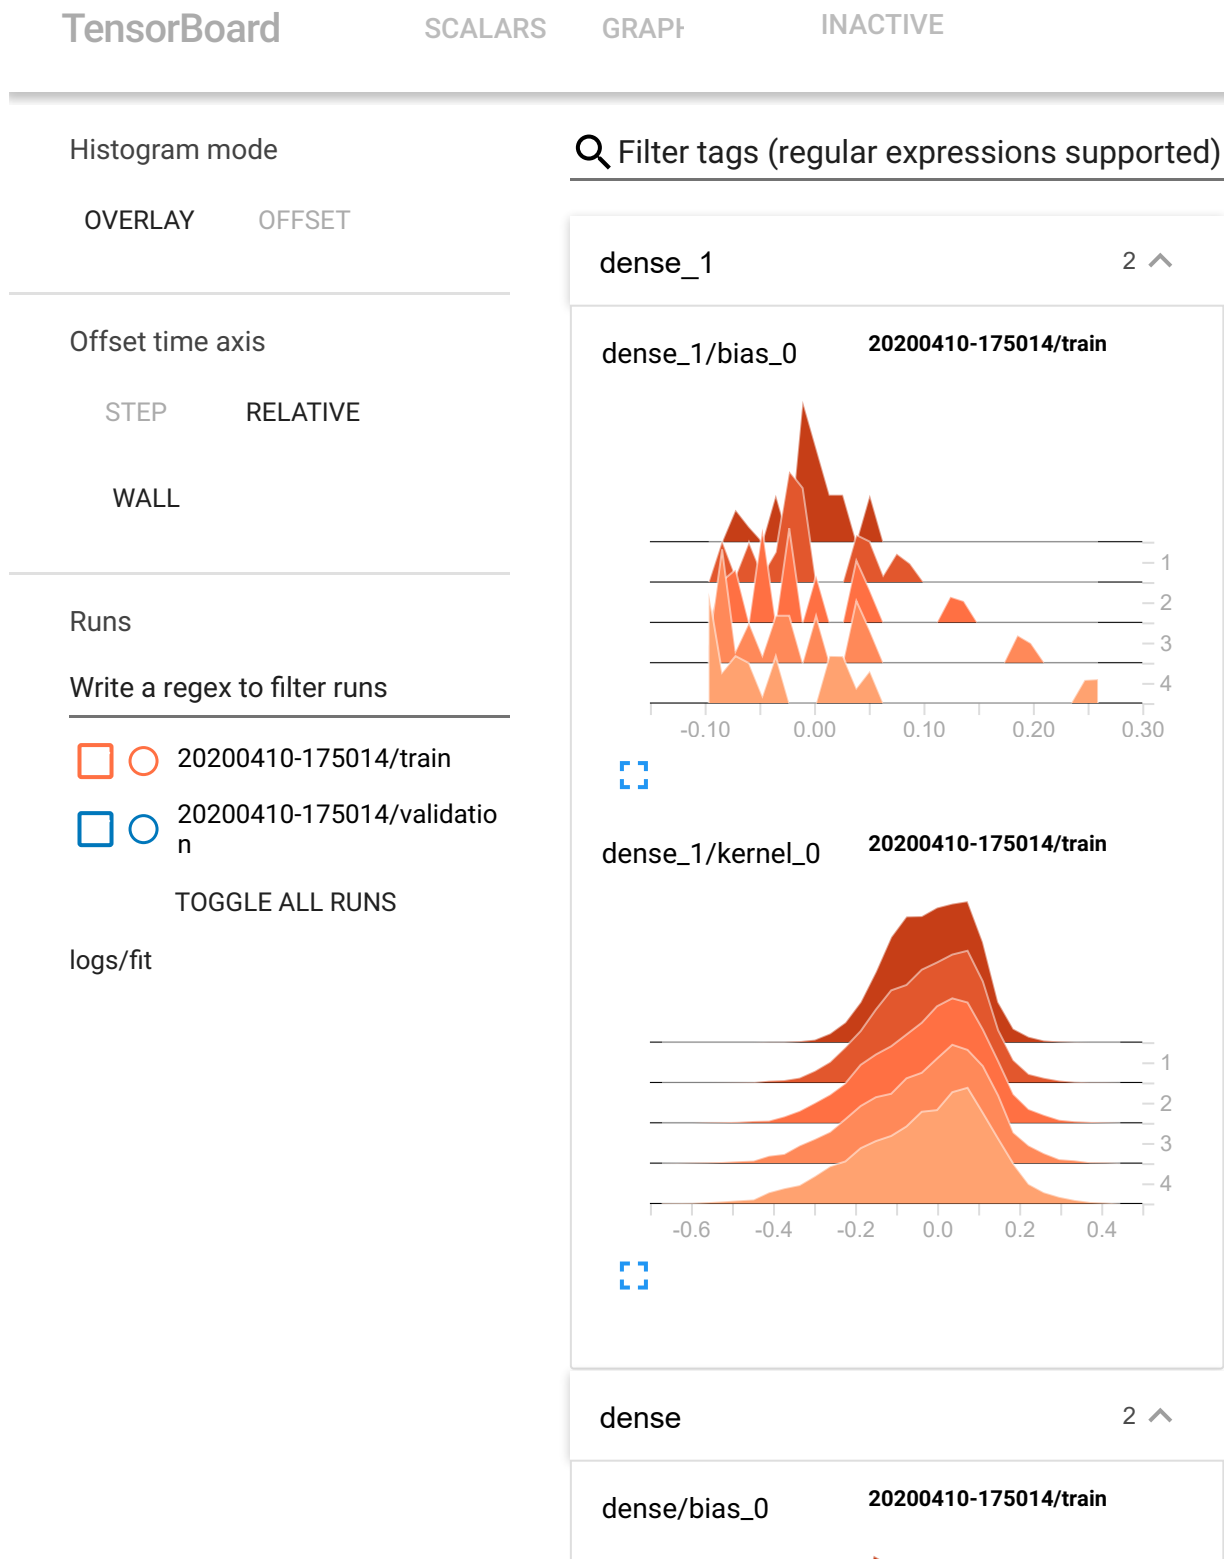 TensorBoard SCALARS GRAPH INACTIVE
Histogram mode
OVERLAY OFFSET
Offset time axis
STEP RELATIVE
WALL
Runs
Write a regex to filter runs
20200410-175014/train
20200410-175014/validatio
n
TOGGLE ALL RUNS
logs/fit
Filter tags (regular expressions supported)
dense_1 2
dense_1/bias_0 20200410-175014/train
1
2
3
4
-0.10 0.00 0.10 0.20 0.30
dense_1/kernel_0 20200410-175014/train
1
2
3
4
-0.6 -0.4 -0.2 0.0 0.2 0.4
dense 2
dense/bias_0 20200410-175014/train